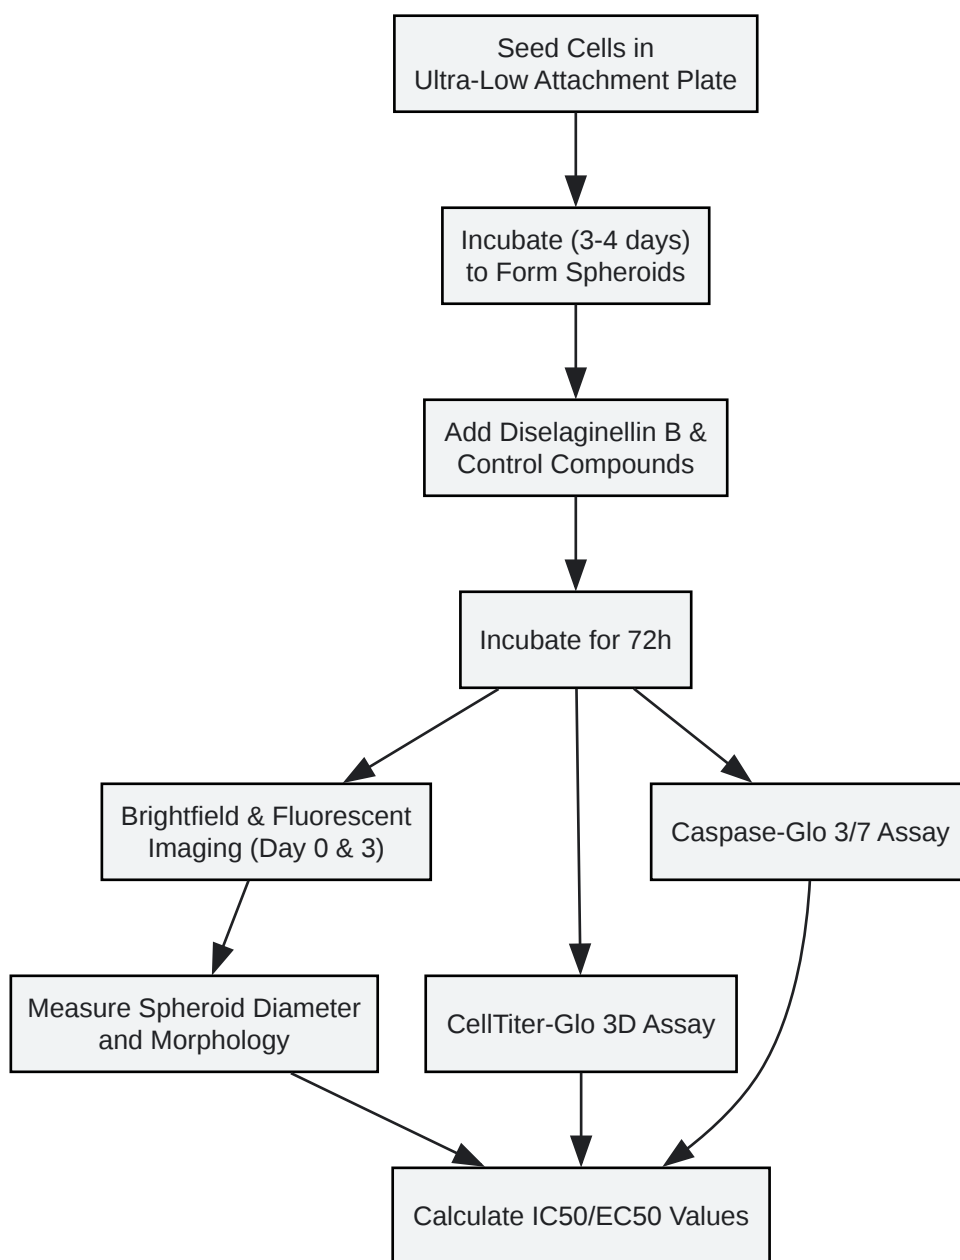 Seed Cells in
Ultra-Low Attachment Plate
Incubate (3-4 days)
to Form Spheroids
Add Diselaginellin B &
Control Compounds
Incubate for 72h
Brightfield & Fluorescent
Imaging (Day 0 & 3)
Caspase-Glo 3/7 Assay
Measure Spheroid Diameter
and Morphology
CellTiter-Glo 3D Assay
Calculate IC50/EC50 Values